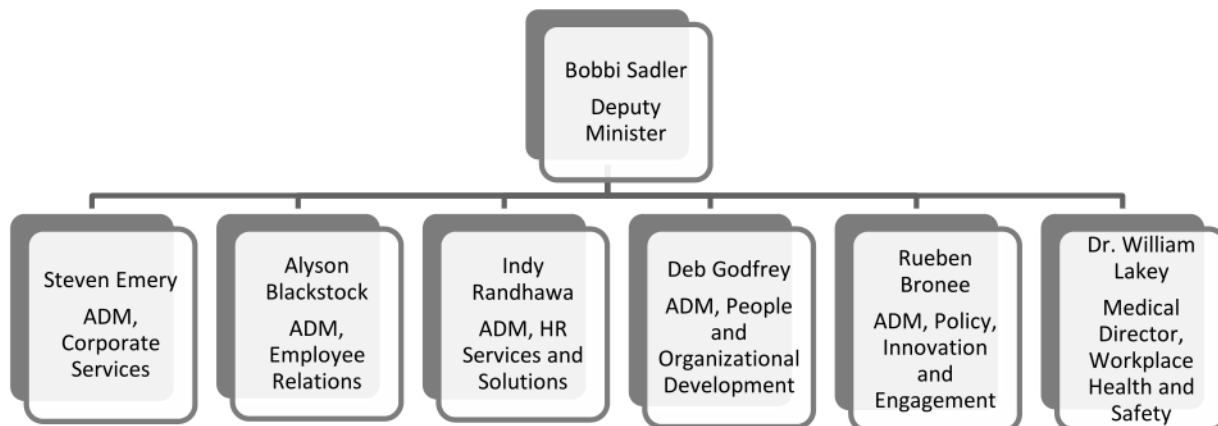 Bobbi Sadler
Deputy
Minister
Steven Emery
ADM,
Corporate
Services
Alyson
Blackstock
ADM,
Employee
Relations
Indy
Randhawa
ADM, HR
Services and
Solutions
Deb Godfrey
ADM, People
and
Organizational
Development
Rueben
Bronee
ADM, Policy,
Innovation
and
Engagement
Dr. William
Lakey
Medical
Director,
Workplace
Health and
Safety